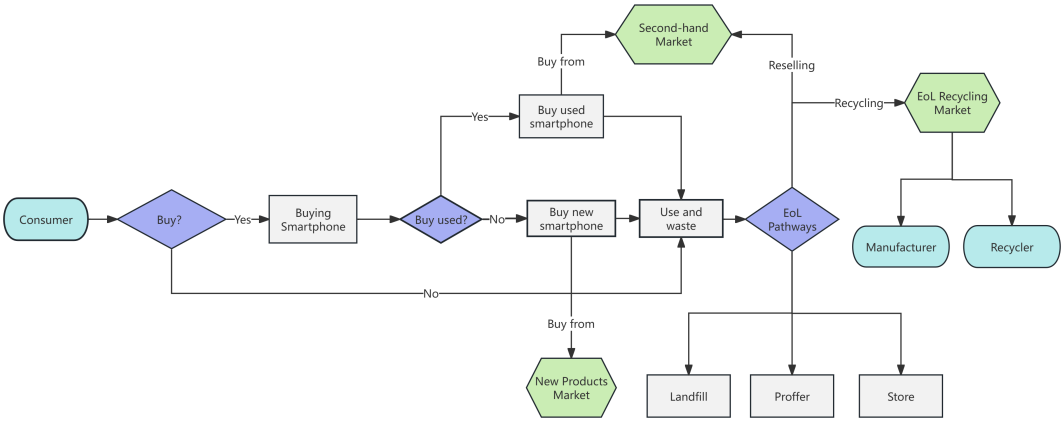 Second-hand
Market
Buy from
Reselling
EoL Recycling
Market
Recycling
Buy used
smartphone
Yes
Consumer
Buy?
Yes
Buying
Smartphone
Buy used?
No
Buy new
smartphone
Use and
waste
EoL
Pathways
Manufacturer
Recycler
No
Buy from
New Products
Market
Landfill
Proffer
Store